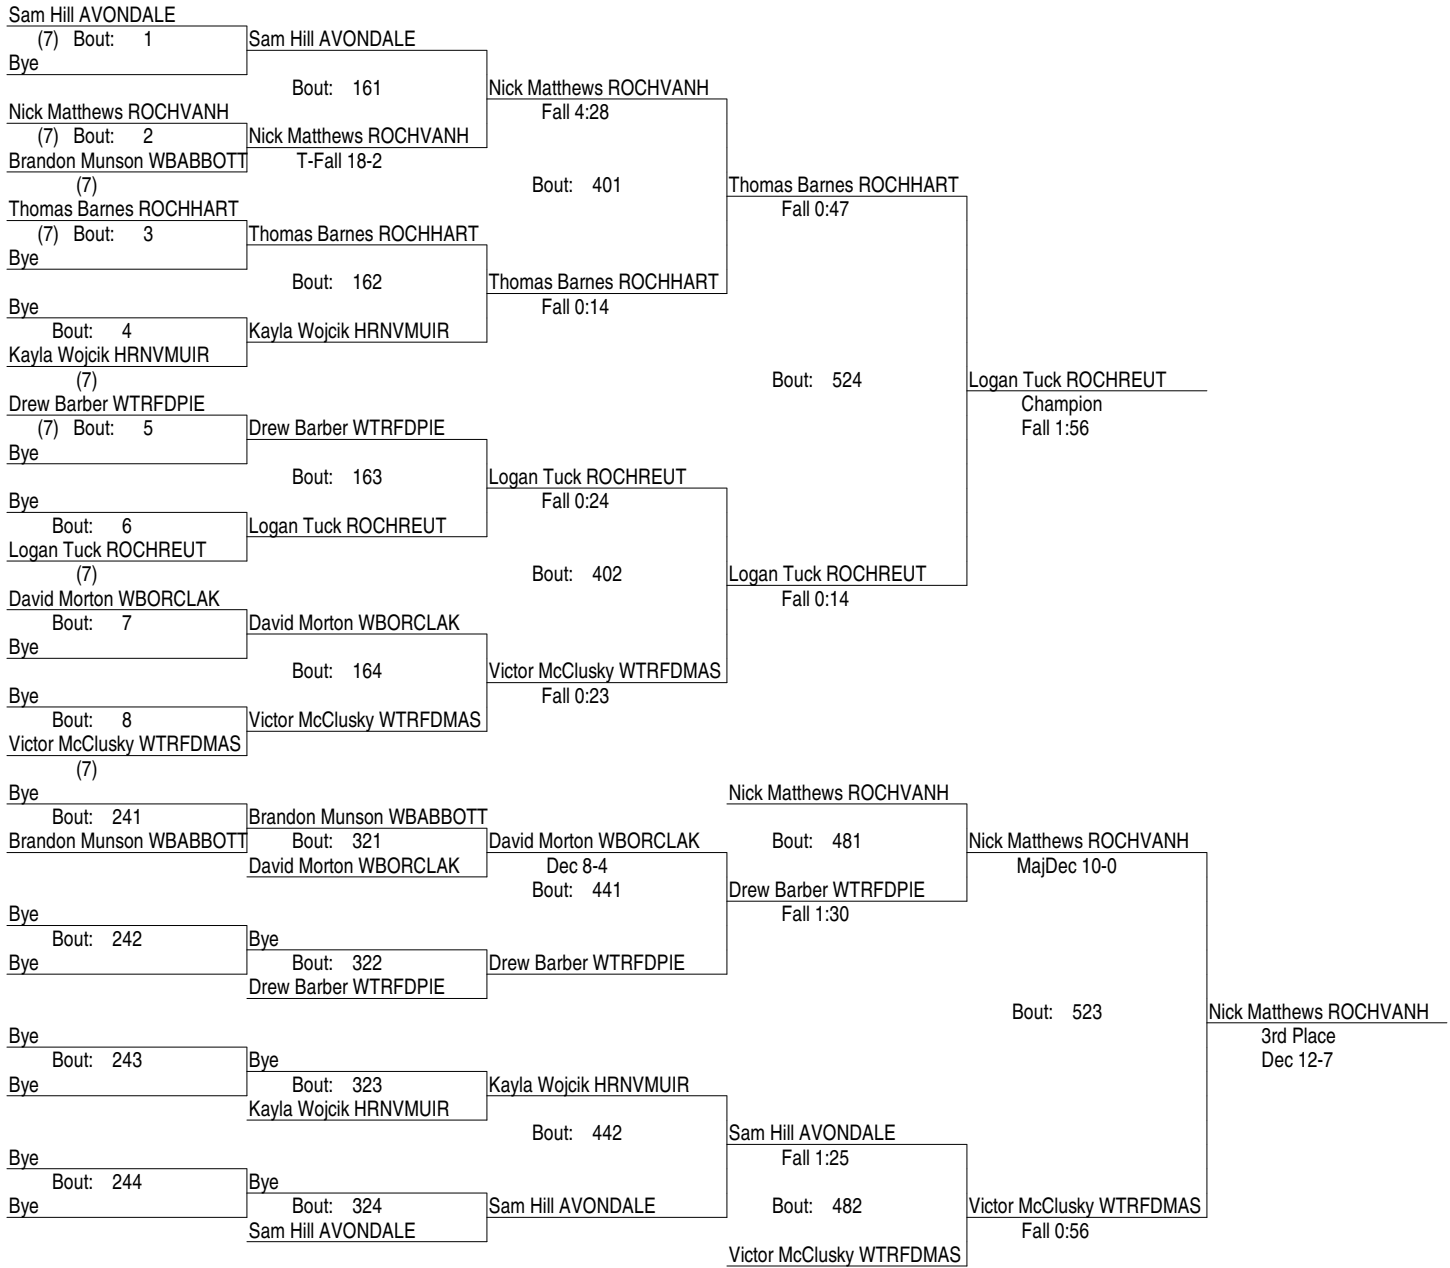 Sam Hill AVONDALE
(7) Bout: 1 Sam Hill AVONDALE
Bye
Bout: 161 Nick Matthews ROCHVANH
Nick Matthews ROCHVANH Fall 4:28
(7) Bout: 2 Nick Matthews ROCHVANH
Brandon Munson WBABBOTT T-Fall 18-2
(7) Bout: 401 Thomas Barnes ROCHHART
Thomas Barnes ROCHHART Fall 0:47
(7) Bout: 3 Thomas Barnes ROCHHART
Bye
Bout: 162 Thomas Barnes ROCHHART
Bye Fall 0:14
Bout: 4 Kayla Wojcik HRNVMUIR
Kayla Wojcik HRNVMUIR
(7) Bout: 524 Logan Tuck ROCHREUT
Drew Barber WTRFDPIE Champion
(7) Bout: 5 Drew Barber WTRFDPIE Fall 1:56
Bye
Bout: 163 Logan Tuck ROCHREUT
Bye Fall 0:24
Bout: 6 Logan Tuck ROCHREUT
Logan Tuck ROCHREUT
(7) Bout: 402 Logan Tuck ROCHREUT
David Morton WBORCLAK Fall 0:14
Bout: 7 David Morton WBORCLAK
Bye
Bout: 164 Victor McClusky WTRFDMAS
Bye Fall 0:23
Bout: 8 Victor McClusky WTRFDMAS
Victor McClusky WTRFDMAS
(7)
Bye Nick Matthews ROCHVANH
Bout: 241 Brandon Munson WBABBOTT
Brandon Munson WBABBOTT Bout: 321 David Morton WBORCLAK Bout: 481 Nick Matthews ROCHVANH
David Morton WBORCLAK Dec 8-4 MajDec 10-0
Bout: 441 Drew Barber WTRFDPIE
Bye Fall 1:30
Bout: 242 Bye
Bye Bout: 322 Drew Barber WTRFDPIE
Drew Barber WTRFDPIE
Bout: 523 Nick Matthews ROCHVANH
Bye 3rd Place
Bout: 243 Bye Dec 12-7
Bye Bout: 323 Kayla Wojcik HRNVMUIR
Kayla Wojcik HRNVMUIR
Bout: 442 Sam Hill AVONDALE
Bye Fall 1:25
Bout: 244 Bye
Bye Bout: 324 Sam Hill AVONDALE Bout: 482 Victor McClusky WTRFDMAS
Sam Hill AVONDALE Fall 0:56
Victor McClusky WTRFDMAS